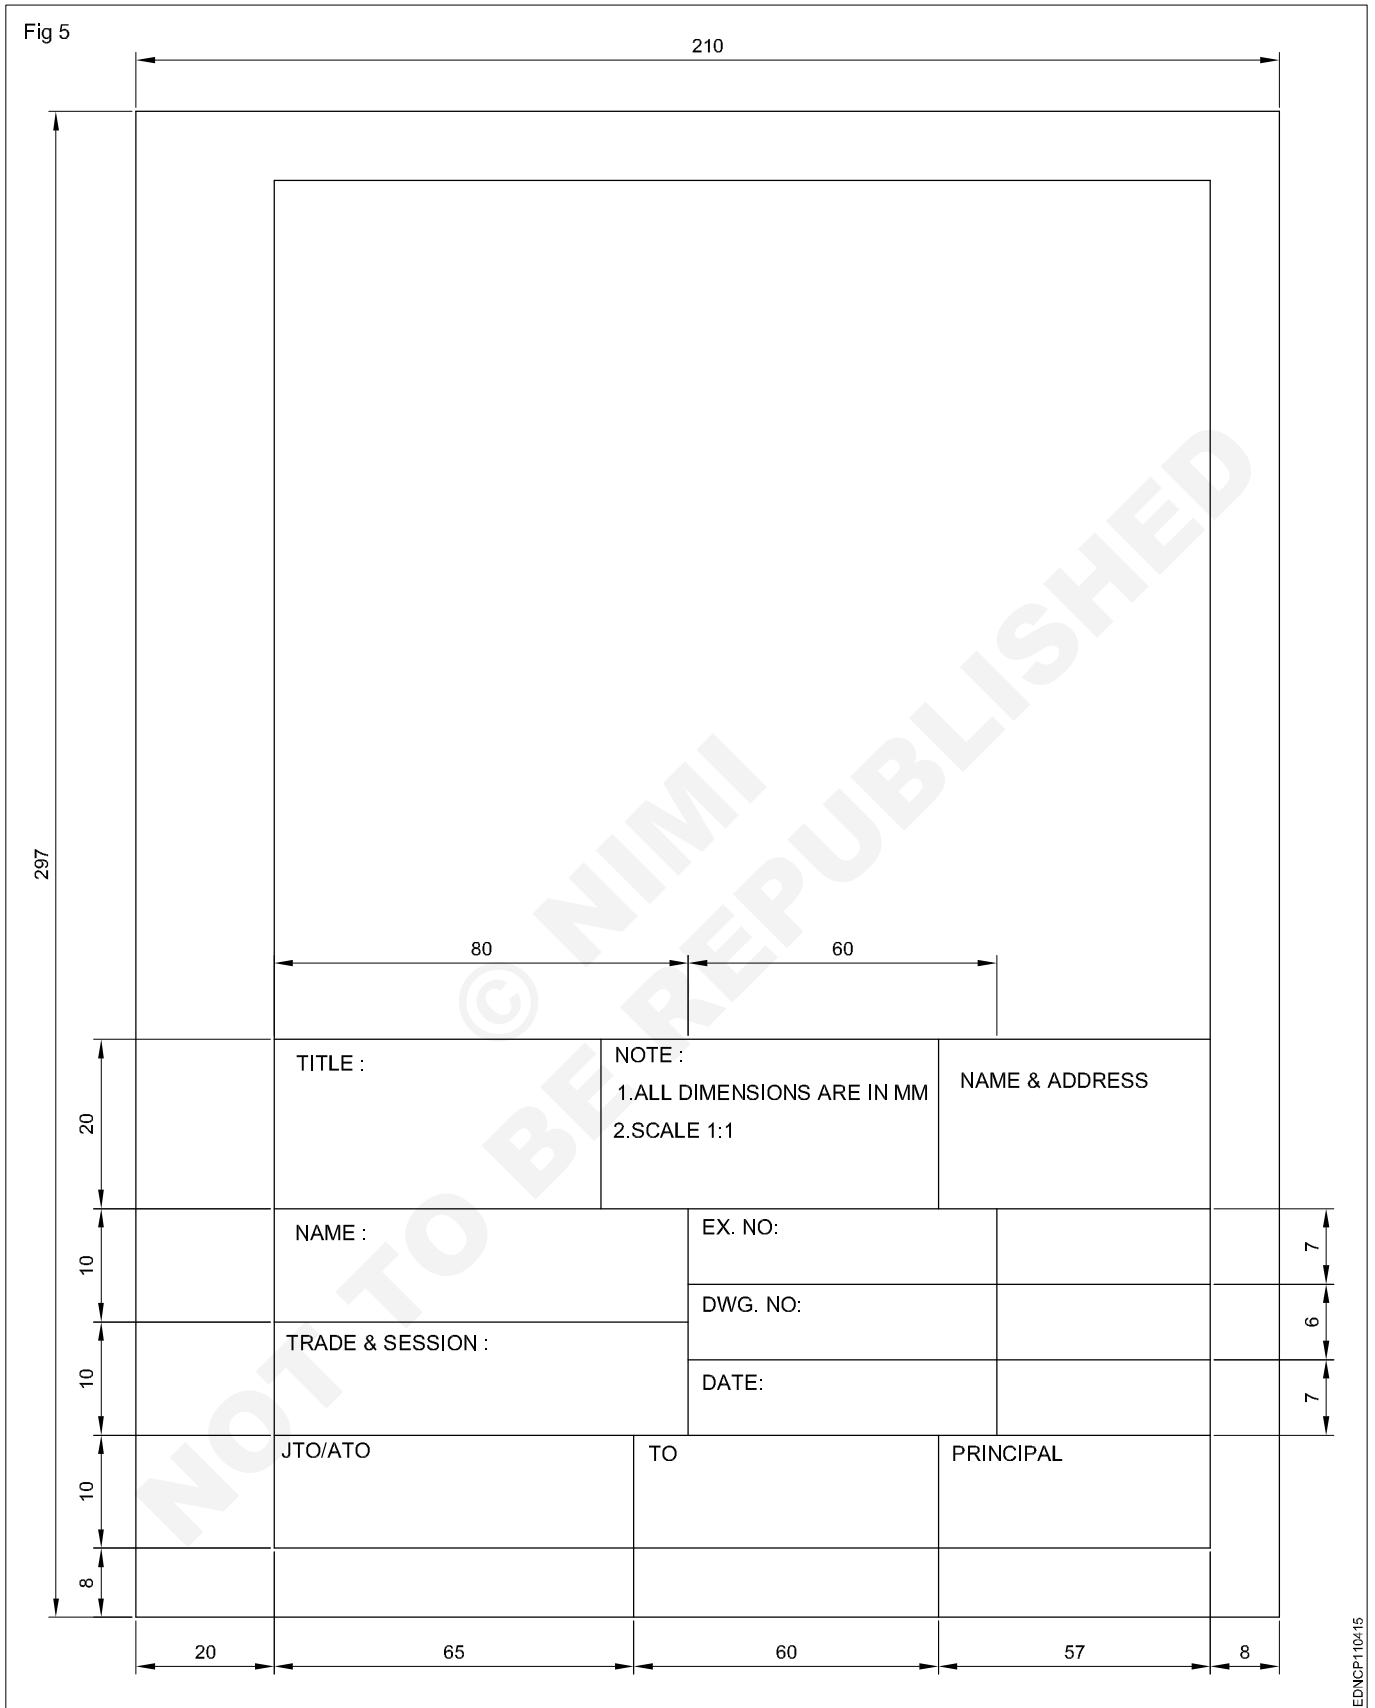 Fig 5
210
297
80
60
TITLE :
NOTE :
1.ALL DIMENSIONS ARE IN MM
2.SCALE 1:1
NAME & ADDRESS
20
NAME :
EX. NO:
7
10
DWG. NO:
6
TRADE & SESSION :
10
DATE:
7
JTO/ATO
TO
PRINCIPAL
10
8
20
65
60
57
8
EDNCP110415
© NIMI
NOT TO BE REPUBLISHED